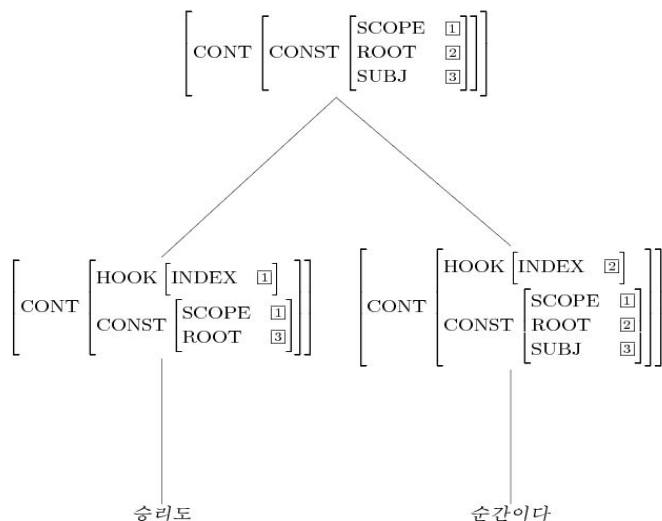 SCOPE 1
CONT CONST ROOT 2
SUBJ 3
HOOK INDEX 1
CONT SCOPE 1
CONST ROOT 3
HOOK INDEX 2
CONT SCOPE 1
CONST ROOT 2
SUBJ 3
승리도 순간이다